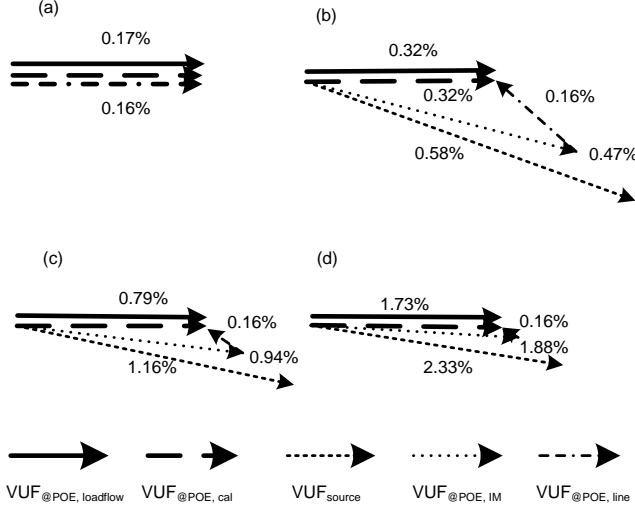 (a)
0.17%
0.16%
(b)
0.32%
0.32%
0.16%
0.47%
0.58%
(c)
0.79%
0.16%
0.94%
1.16%
(d)
1.73%
0.16%
1.88%
2.33%
VUF@POE, loadflow
VUF@POE, cal
VUFsource
VUF@POE, IM
VUF@POE, line